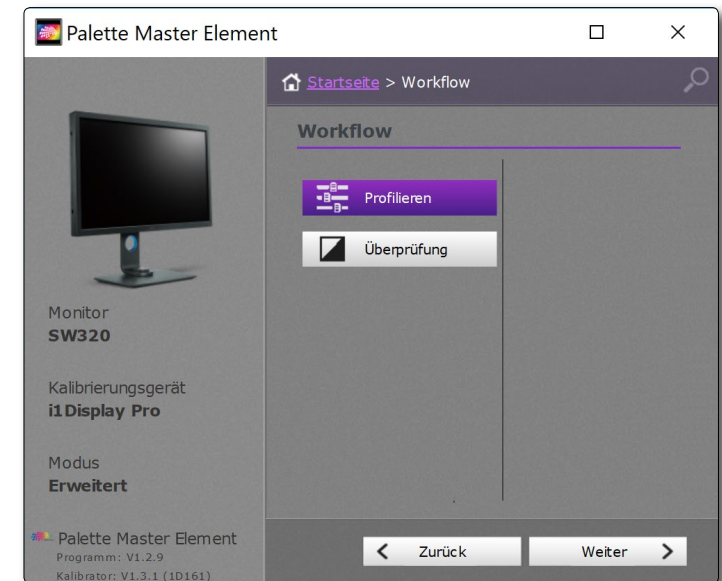 Palette Master Element
Startseite > Workflow
Workflow
Profilieren
Überprüfung
Monitor
SW320
Kalibrierungsgerät
i1Display Pro
Modus
Erweitert
Palette Master Element
Programm: V1.2.9
Kalibrator: V1.3.1 (1D161)
Zurück
Weiter